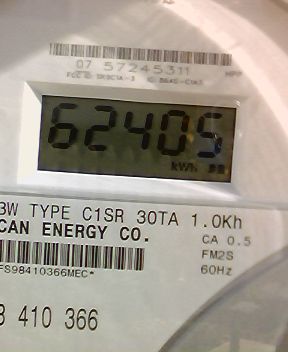 07 57245311
62405
kWh
3W TYPE C1SR 30TA 1.0Kh
CAN ENERGY CO.
CA 0.5
FM2S
60Hz
FS98410366MEC*
8 410 366